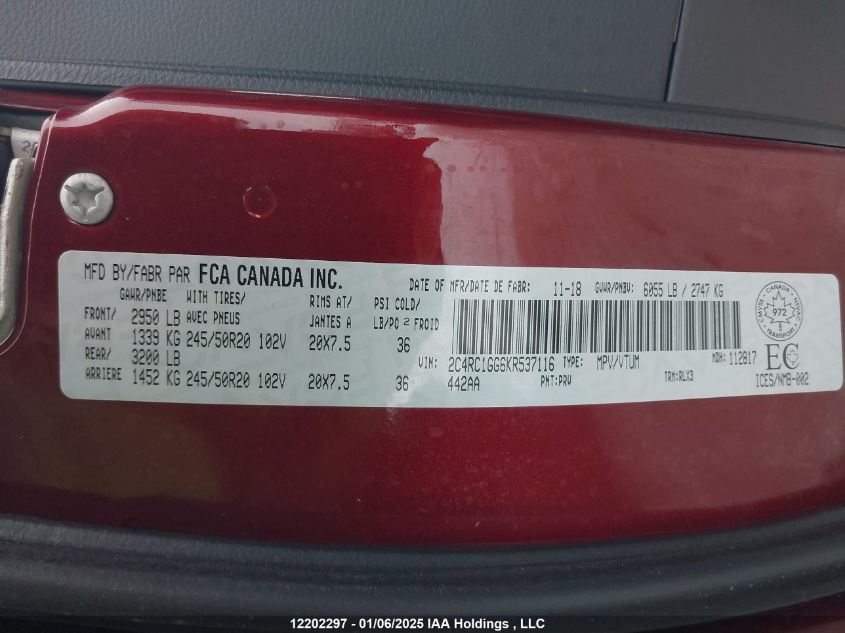 MFD BY/FABR PAR FCA CANADA INC. DATE OF MFR/DATE DE FABR: 11-18 GVWR/PNBV: 6055 LB / 2747 KG
GAWR/PNBE WITH TIRES/ RIMS AT/ PSI COLD/
FRONT/ 2950 LB AVEC PNEUS JANTES A LB/PO² FROID
AVANT 1339 KG 245/50R20 102V 20X7.5 36
REAR/ 3200 LB
ARRIERE 1452 KG 245/50R20 102V 20X7.5 36
VIN: 2C4RC1GG6KR537116 TYPE: MPV/VTUM MDH: 112817
442AA PNT:PRV TRM:RLX3
CANADA
972
TRANSPORT
EC
ICES/NMB-002
12202297 - 01/06/2025 IAA Holdings , LLC